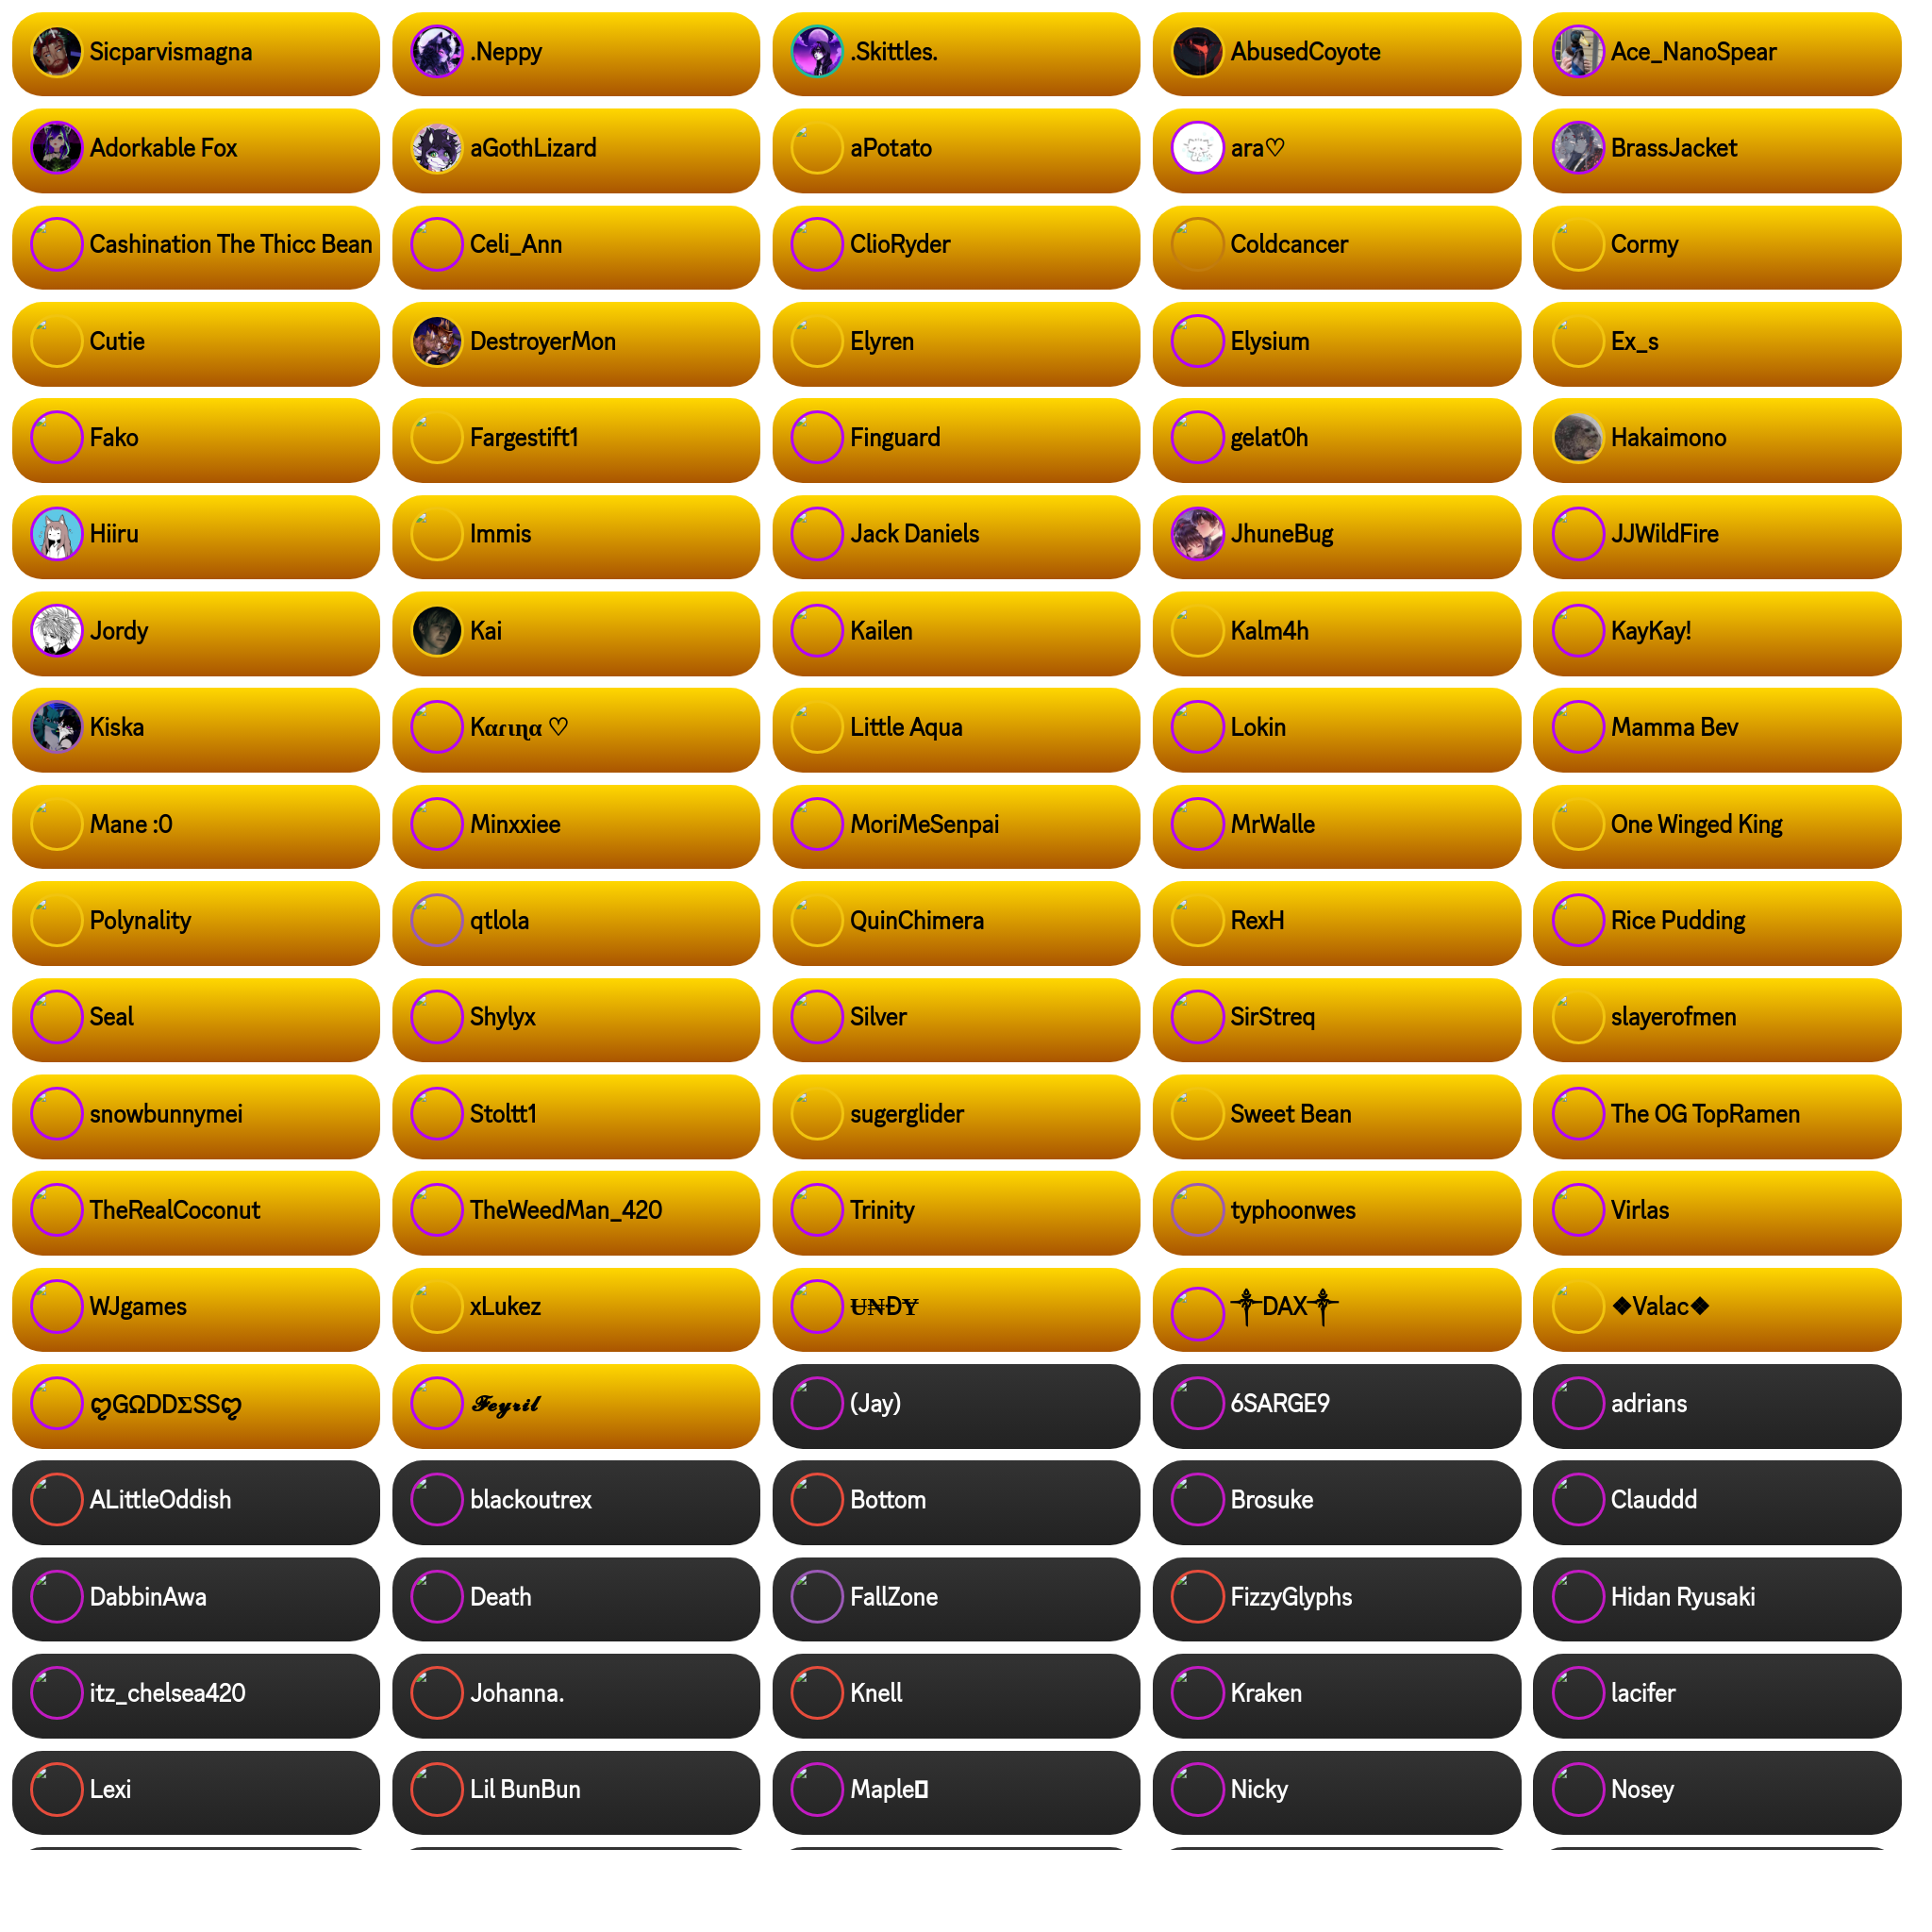 Sicparvismagna
.Neppy
.Skittles.
AbusedCoyote
Ace_NanoSpear
Adorkable Fox
aGothLizard
aPotato
ara♡
BrassJacket
Cashination The Thicc Bean
Celi_Ann
ClioRyder
Coldcancer
Cormy
Cutie
DestroyerMon
Elyren
Elysium
Ex_s
Fako
Fargestift1
Finguard
gelat0h
Hakaimono
Hiiru
Immis
Jack Daniels
JhuneBug
JJWildFire
Jordy
Kai
Kailen
Kalm4h
KayKay!
Kiska
Kαɾιɳα ♡
Little Aqua
Lokin
Mamma Bev
Mane :0
Minxxiee
MoriMeSenpai
MrWalle
One Winged King
Polynality
qtlola
QuinChimera
RexH
Rice Pudding
Seal
Shylyx
Silver
SirStreq
slayerofmen
snowbunnymei
Stoltt1
sugerglider
Sweet Bean
The OG TopRamen
TheRealCoconut
TheWeedMan_420
Trinity
typhoonwes
Virlas
WJgames
xLukez
Ʉ₦ĐɎ
༒DAX༒
❖Valac❖
ღGΩDDΣSSღ
𝓕𝓮𝔂𝓻𝓲𝓵
(Jay)
6SARGE9
adrians
ALittleOddish
blackoutrex
Bottom
Brosuke
Clauddd
DabbinAwa
Death
FallZone
FizzyGlyphs
Hidan Ryusaki
itz_chelsea420
Johanna.
Knell
Kraken
lacifer
Lexi
Lil BunBun
Maple
Nicky
Nosey